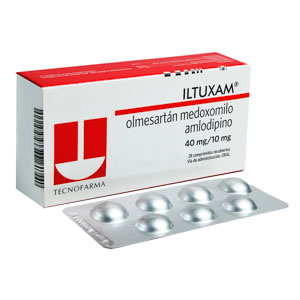 ILTUXAM®
olmesartán medoxomilo
amlodipino
40 mg/10 mg
28 comprimidos recubiertos
Vía de administración: ORAL
TECNOFARMA